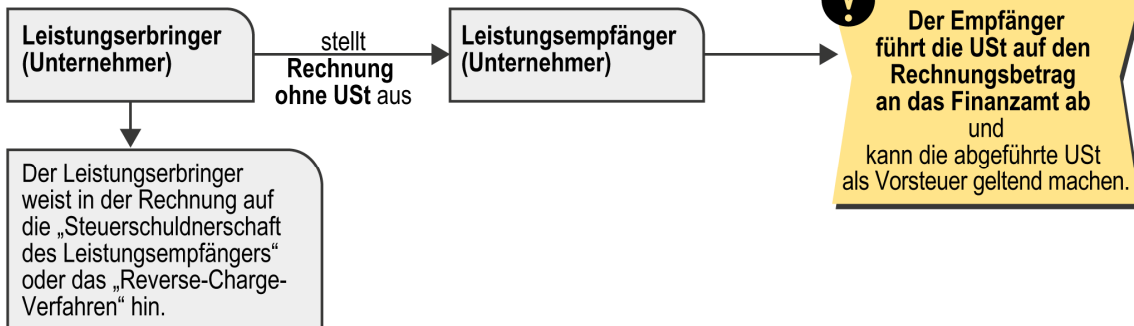 Leistungserbringer
(Unternehmer)
stellt
Rechnung
ohne USt aus
Leistungsempfänger
(Unternehmer)
!
Der Empfänger
führt die USt auf den
Rechnungsbetrag
an das Finanzamt ab
und
kann die abgeführte USt
als Vorsteuer geltend machen.
Der Leistungserbringer
weist in der Rechnung auf
die „Steuerschuldnerschaft
des Leistungsempfängers“
oder das „Reverse-Charge-
Verfahren“ hin.